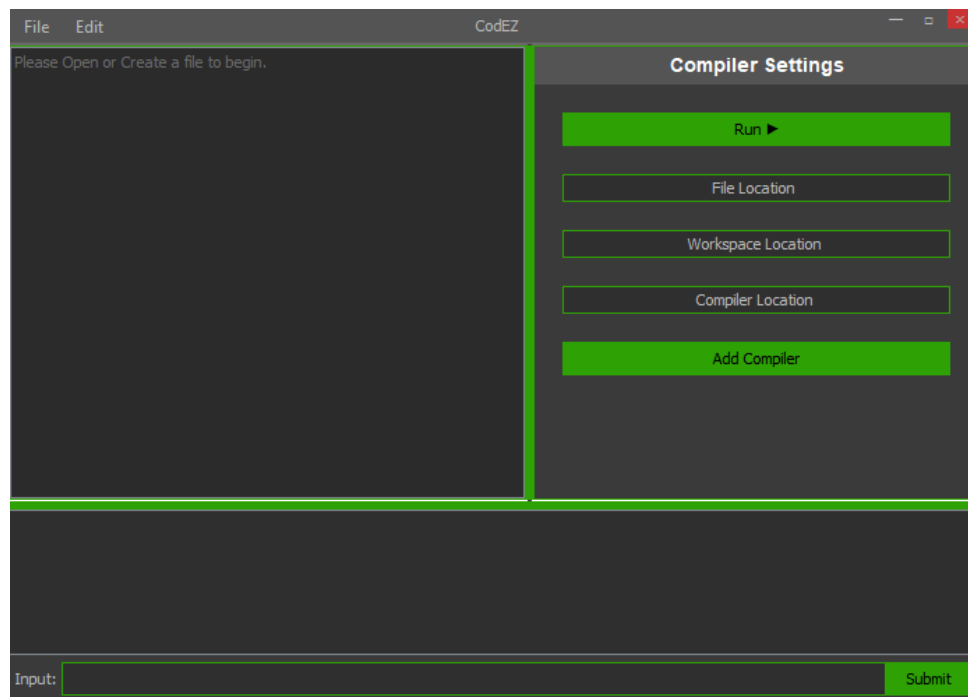 File Edit CodEZ
Please Open or Create a file to begin.
Compiler Settings
Run ►
File Location
Workspace Location
Compiler Location
Add Compiler
Input: Submit